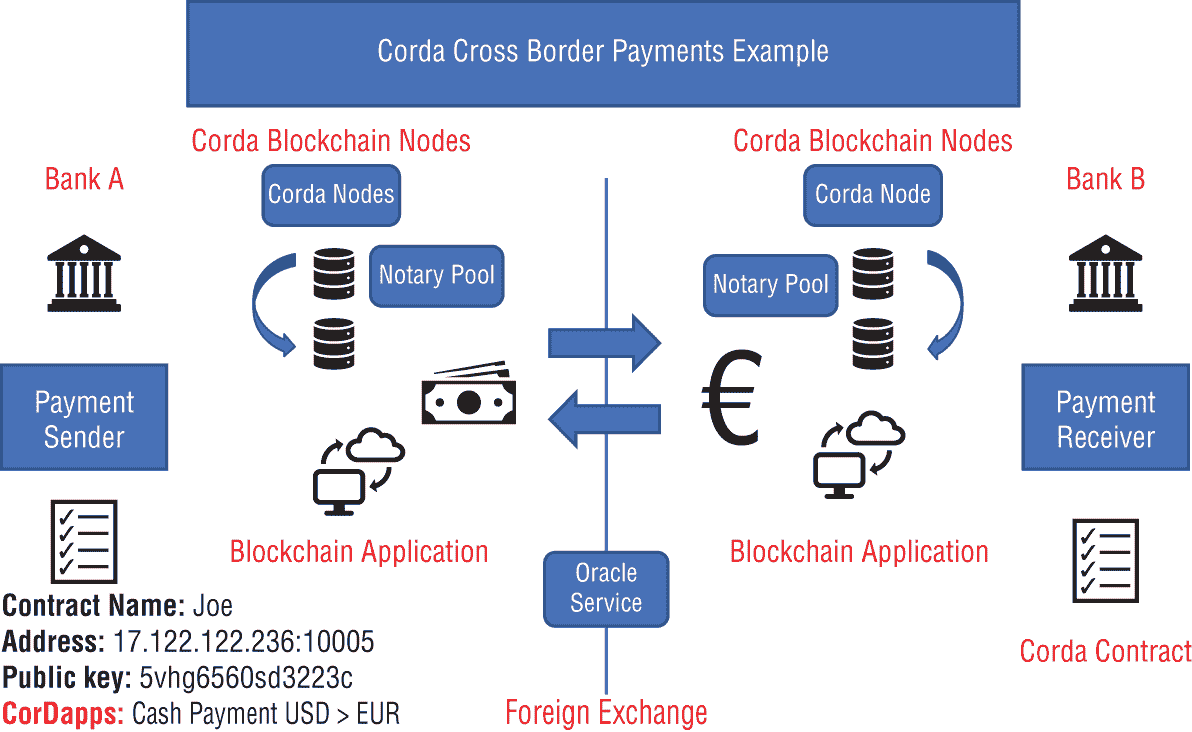 Corda Cross Border Payments Example
Corda Blockchain Nodes
Corda Blockchain Nodes
Bank A
Corda Nodes
Corda Node
Bank B
Notary Pool
Notary Pool
€
Payment
Sender
Payment
Receiver
Blockchain Application
Blockchain Application
Oracle
Service
Contract Name: Joe
Address: 17.122.122.236:10005
Public key: 5vhg6560sd3223c
CorDapps: Cash Payment USD > EUR
Corda Contract
Foreign Exchange